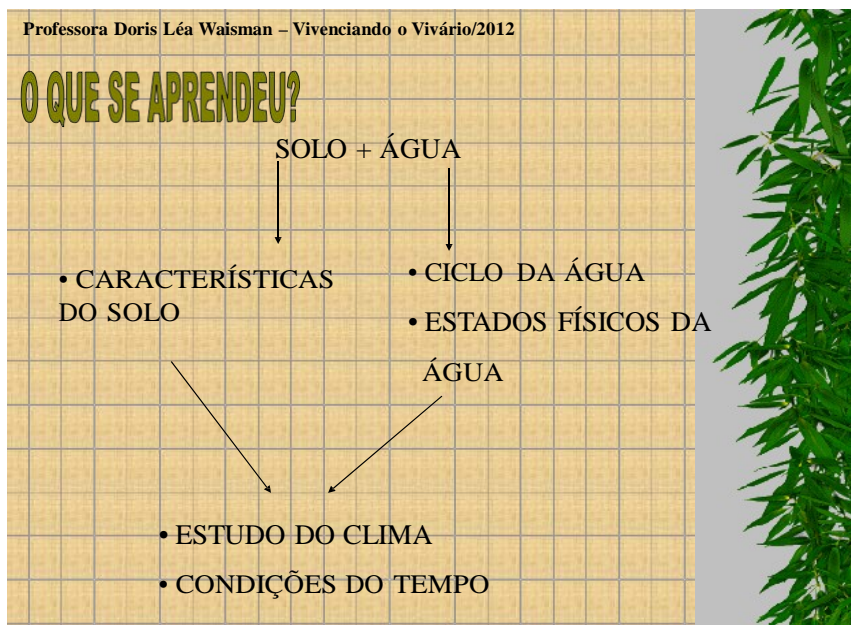 Professora Doris Léa Waisman – Vivenciando o Vivário/2012
O QUE SE APRENDEU?
SOLO + ÁGUA
• CARACTERÍSTICAS
DO SOLO
• CICLO DA ÁGUA
• ESTADOS FÍSICOS DA
ÁGUA
• ESTUDO DO CLIMA
• CONDIÇÕES DO TEMPO